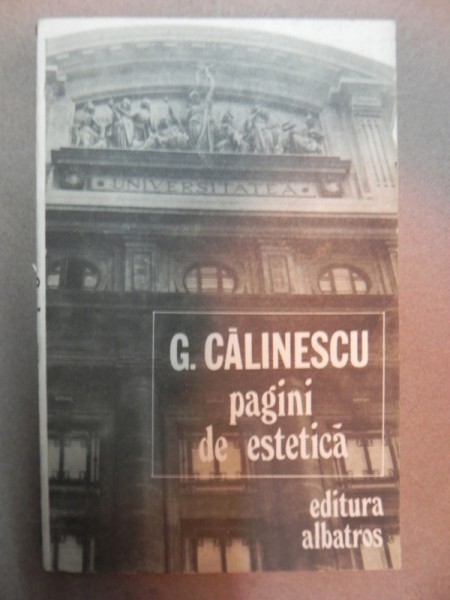 UNIVERSITATEA
G. CĂLINESCU
pagini
de estetică
editura
albatros